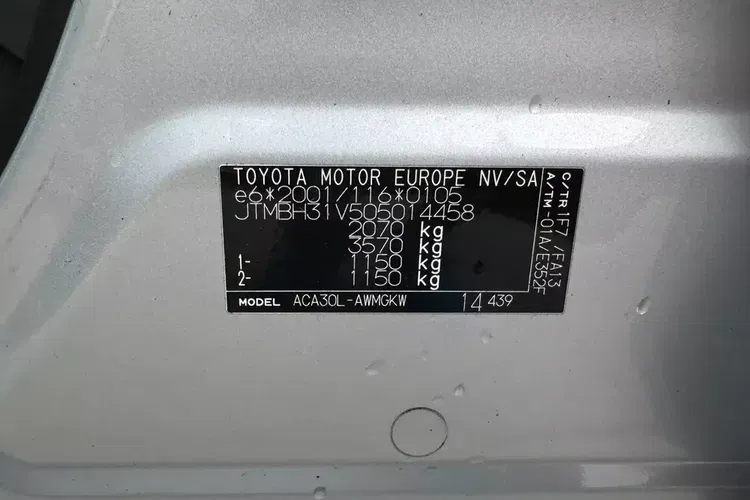 TOYOTA MOTOR EUROPE NV/SA
e6*2001/116*0105
JTMBH31V505014458
2070 kg
3570 kg
1- 1150 kg
2- 1150 kg
MODEL ACA30L-AWMGKW 14 439
C/TR 1F7 /FA13
A/TM -01A/E352F